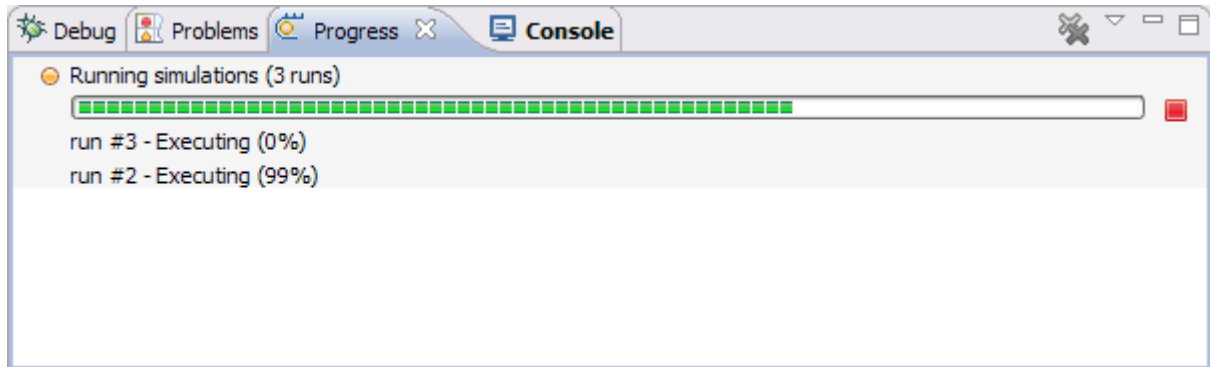 Debug Problems Progress Console
Running simulations (3 runs)
run #3 - Executing (0%)
run #2 - Executing (99%)